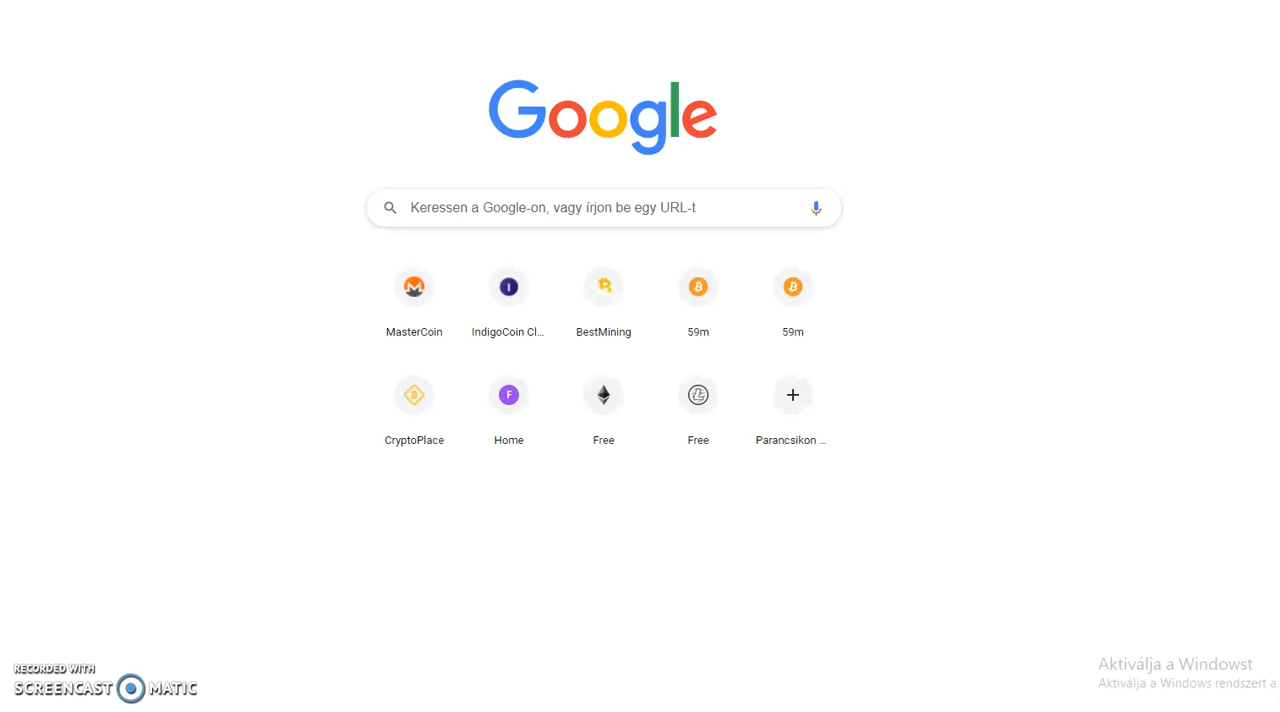 Google
Keressen a Google-on, vagy írjon be egy URL-t
MasterCoin
IndigoCoin Cl...
BestMining
59m
59m
CryptoPlace
F
Home
Free
Free
Parancsikon ...
RECORDED WITH
SCREENCAST MATIC
Aktiválja a Windowst
Aktiválja a Windows rendszert a